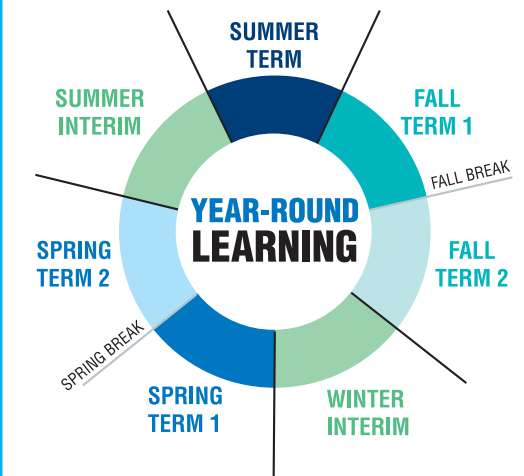 SUMMER
TERM
SUMMER
INTERIM
FALL
TERM 1
FALL BREAK
YEAR-ROUND
LEARNING
SPRING
TERM 2
FALL
TERM 2
SPRING BREAK
SPRING
TERM 1
WINTER
INTERIM